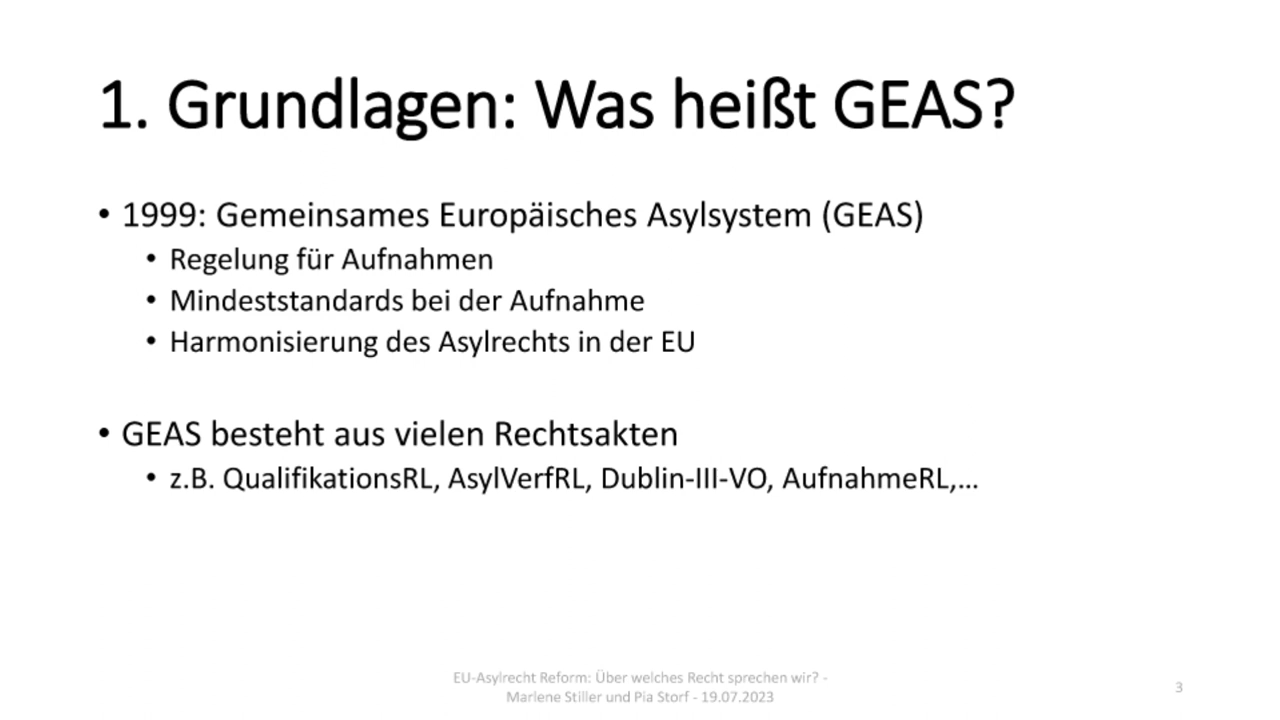 1. Grundlagen: Was heißt GEAS?
• 1999: Gemeinsames Europäisches Asylsystem (GEAS)
• Regelung für Aufnahmen
• Mindeststandards bei der Aufnahme
• Harmonisierung des Asylrechts in der EU
• GEAS besteht aus vielen Rechtsakten
• z.B. QualifikationsRL, AsylVerfRL, Dublin-III-VO, AufnahmeRL,...
EU-Asylrecht Reform: Über welches Recht sprechen wir? -
Marlene Stiller und Pia Storf - 19.07.2023
3